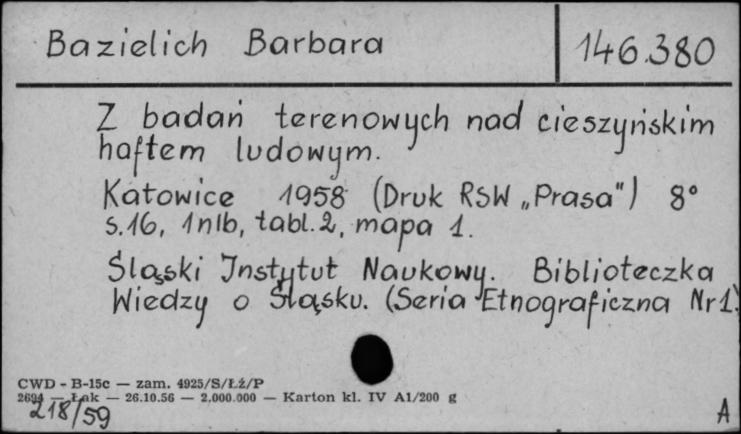 Bazielich Barbara
146.380
Z badań terenowych nad cieszyńskim
haftem ludowym.
Katowice 1958 (Druk RSW „Prasa") 8°
s.16, 1nlb, tabl.2, mapa 1.
Śląski Instytut Naukowy. Biblioteczka
Wiedzy o Śląsku. (Seria Etnograficzna Nr1.)
CWD - B-15c — zam. 4925/S/Łź/P
2694 — Łak — 26.10.56 — 2.000.000 — Karton kl. IV A1/200 g
218/59
A